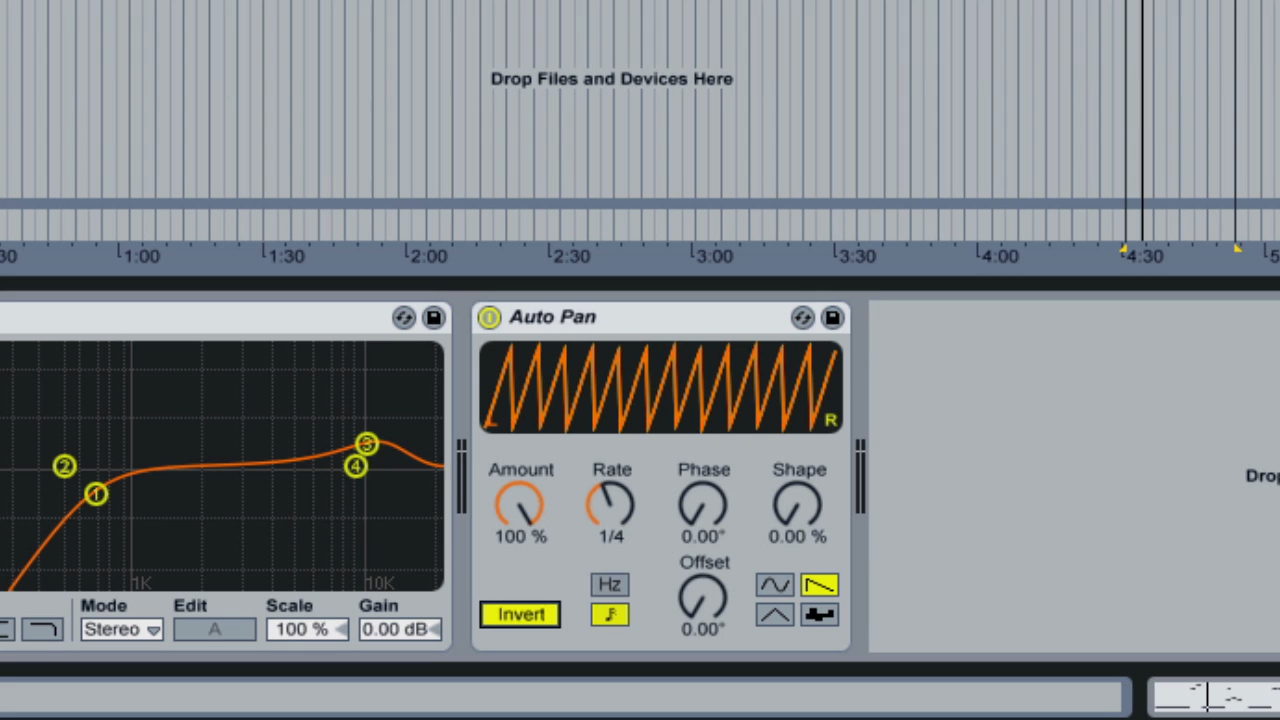 Drop Files and Devices Here
30 1:00 1:30 2:00 2:30 3:00 3:30 4:00 4:30 5
Auto Pan
L R
2 1 3 4
1K 10K
Amount Rate Phase Shape
100 % 1/4 0.00° 0.00 %
Offset
0.00°
Hz
Invert
Mode Edit Scale Gain
Stereo A 100 % 0.00 dB
Drop